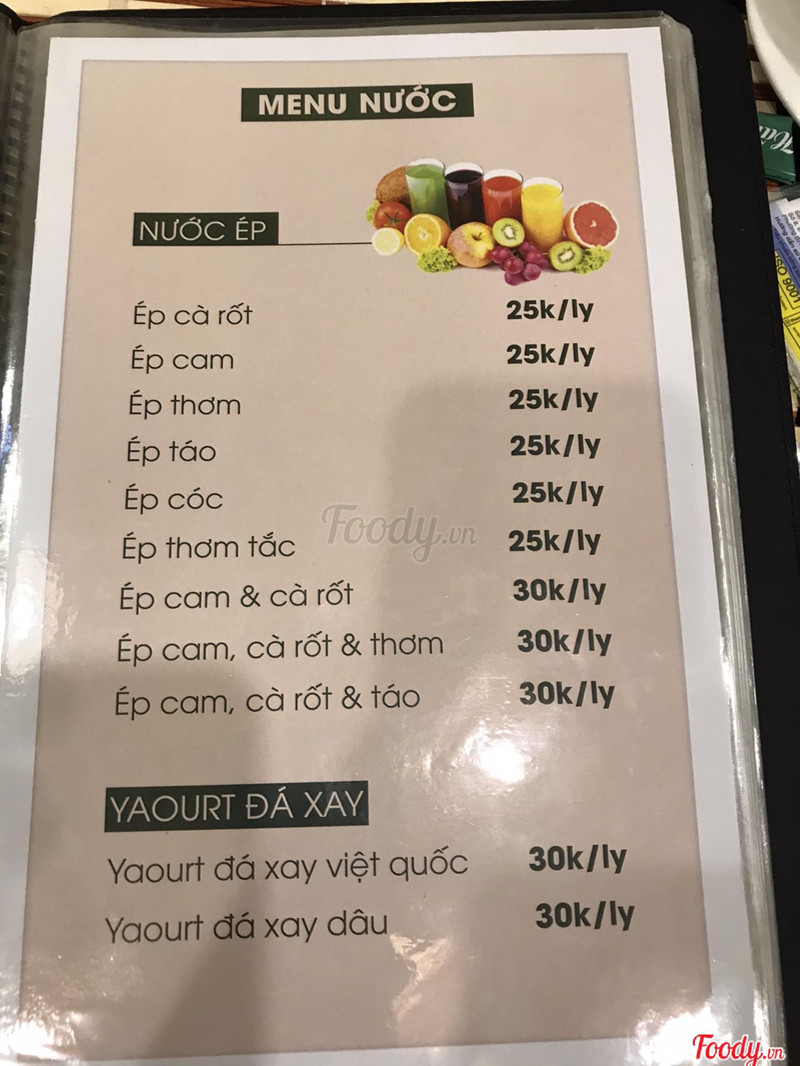 MENU NƯỚC
NƯỚC ÉP
Ép cà rốt 25k/ly
Ép cam 25k/ly
Ép thơm 25k/ly
Ép táo 25k/ly
Ép cóc 25k/ly
Ép thơm tắc 25k/ly
Ép cam & cà rốt 30k/ly
Ép cam, cà rốt & thơm 30k/ly
Ép cam, cà rốt & táo 30k/ly
YAOURT ĐÁ XAY
Yaourt đá xay việt quốc 30k/ly
Yaourt đá xay dâu 30k/ly
Foody.vn
ISO 9001
Foody.vn